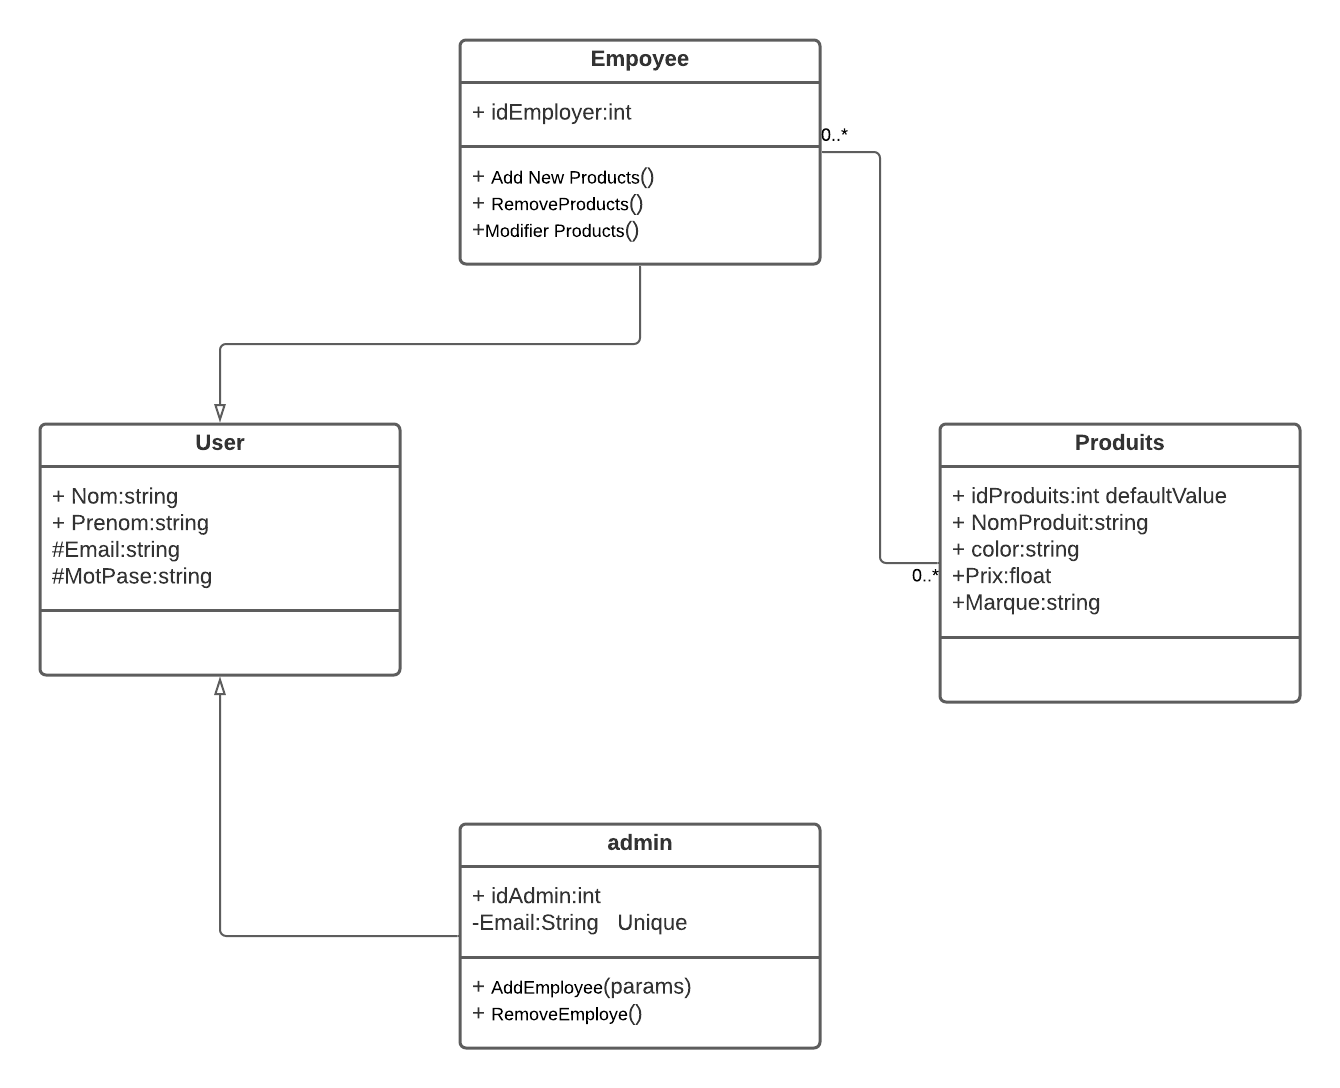 Empoyee
+ idEmployer:int
0..*
+ Add New Products()
+ RemoveProducts()
+Modifier Products()
User
+ Nom:string
+ Prenom:string
#Email:string
#MotPase:string
Produits
+ idProduits:int defaultValue
+ NomProduit:string
+ color:string
0..*
+Prix:float
+Marque:string
admin
+ idAdmin:int
-Email:String   Unique
+ AddEmployee(params)
+ RemoveEmploye()